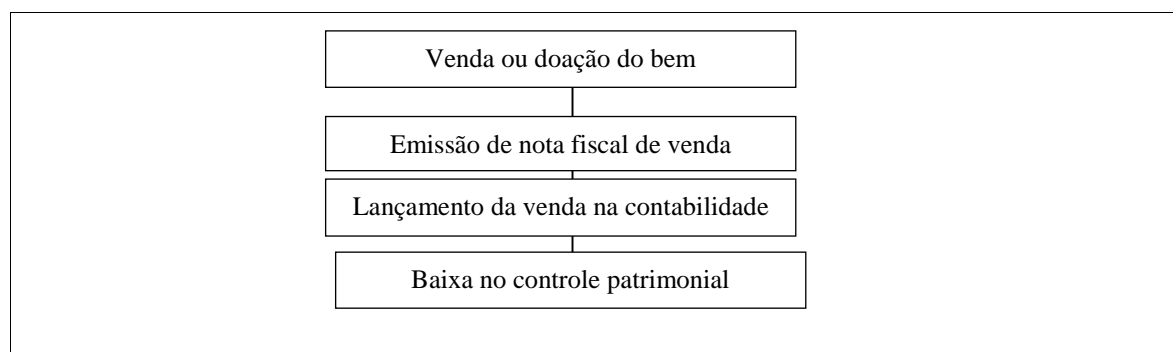 Venda ou doação do bem
Emissão de nota fiscal de venda
Lançamento da venda na contabilidade
Baixa no controle patrimonial